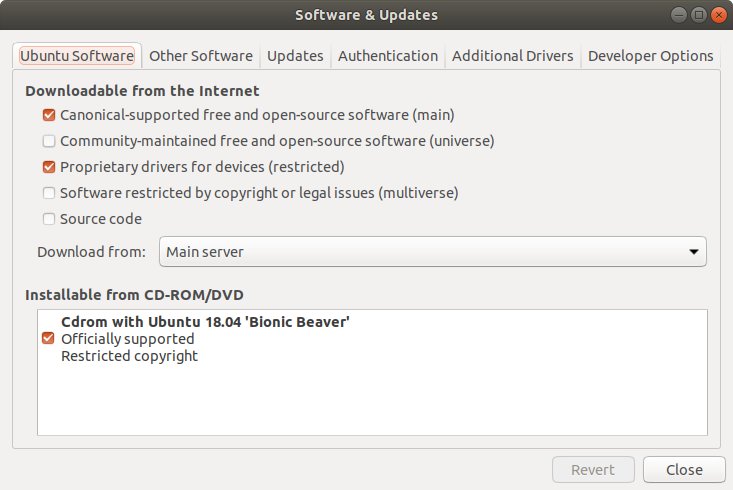 Software & Updates
Ubuntu Software Other Software Updates Authentication Additional Drivers Developer Options
Downloadable from the Internet
Canonical-supported free and open-source software (main)
Community-maintained free and open-source software (universe)
Proprietary drivers for devices (restricted)
Software restricted by copyright or legal issues (multiverse)
Source code
Download from: Main server
Installable from CD-ROM/DVD
Cdrom with Ubuntu 18.04 'Bionic Beaver'
Officially supported
Restricted copyright
Revert Close